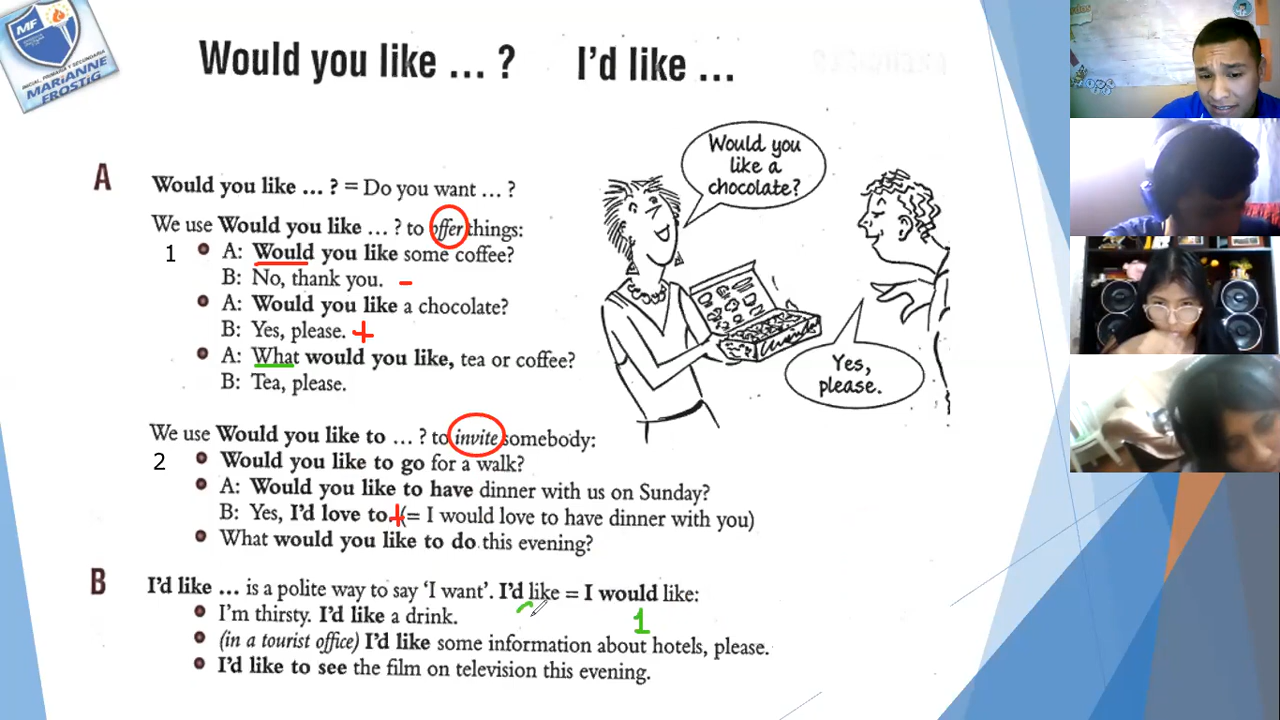 MF
INICIAL, PRIMARIA Y SECUNDARIA
MARIANNE
FROSTIG
Would you like ... ? I'd like ...
A
Would you like ... ? = Do you want ... ?
We use Would you like ... ? to offer things:
1 A: Would you like some coffee?
B: No, thank you. -
A: Would you like a chocolate?
B: Yes, please. +
A: What would you like, tea or coffee?
B: Tea, please.
Would you
like a
chocolate?
Yes,
please.
We use Would you like to ... ? to invite somebody:
2 Would you like to go for a walk?
A: Would you like to have dinner with us on Sunday?
B: Yes, I'd love to. + (= I would love to have dinner with you)
What would you like to do this evening?
B
I'd like ... is a polite way to say 'I want'. I'd like = I would like:
I'm thirsty. I'd like a drink.
1
(in a tourist office) I'd like some information about hotels, please.
I'd like to see the film on television this evening.